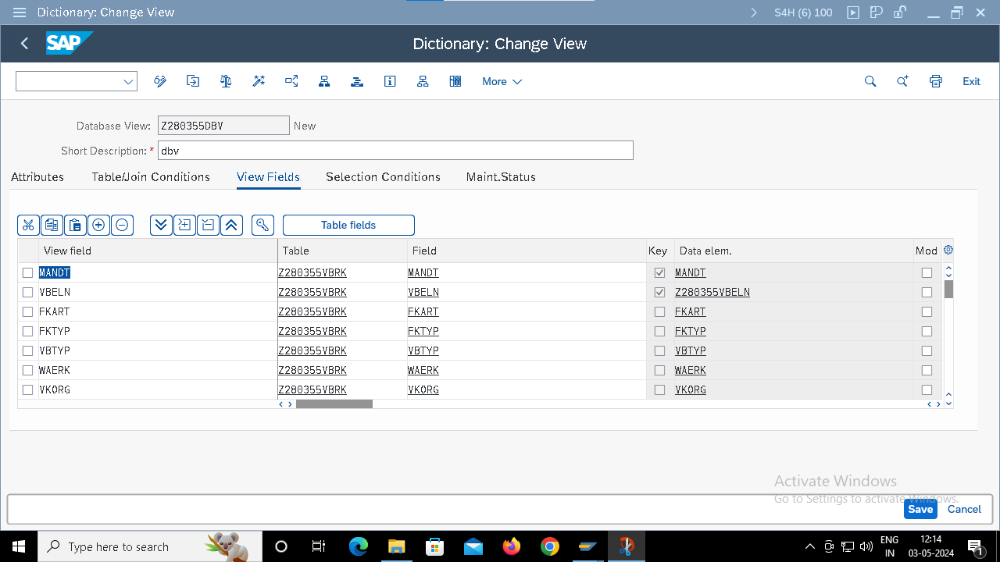 Dictionary: Change View
S4H (6) 100
SAP
Dictionary: Change View
More
Exit
Database View: Z280355DBV New
Short Description: * dbv
Attributes Table/Join Conditions View Fields Selection Conditions Maint.Status
Table fields
View field Table Field Key Data elem. Mod
MANDT Z280355VBRK MANDT MANDT
VBELN Z280355VBRK VBELN Z280355VBELN
FKART Z280355VBRK FKART FKART
FKTYP Z280355VBRK FKTYP FKTYP
VBTYP Z280355VBRK VBTYP VBTYP
WAERK Z280355VBRK WAERK WAERK
VKORG Z280355VBRK VKORG VKORG
Activate Windows
Go to Settings to activate Windows.
Save Cancel
Type here to search
ENG
IN
12:14
03-05-2024
1